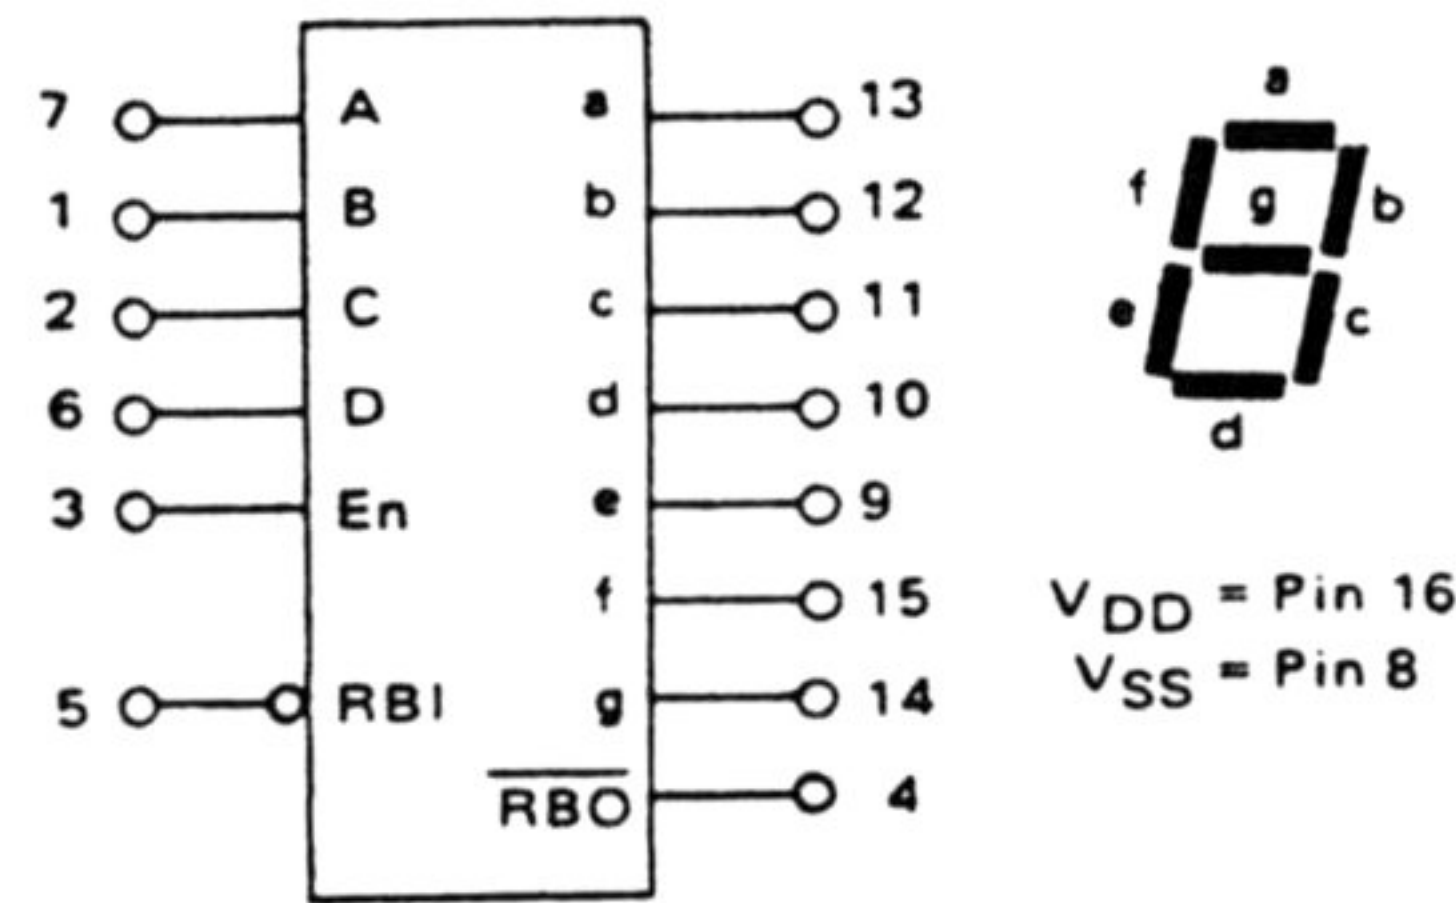 7 A a 13
1 B b 12
2 C c 11
6 D d 10
3 En e 9
f 15
5 RBI g 14
RBO 4
a
f g b
e c
d
VDD = Pin 16
VSS = Pin 8